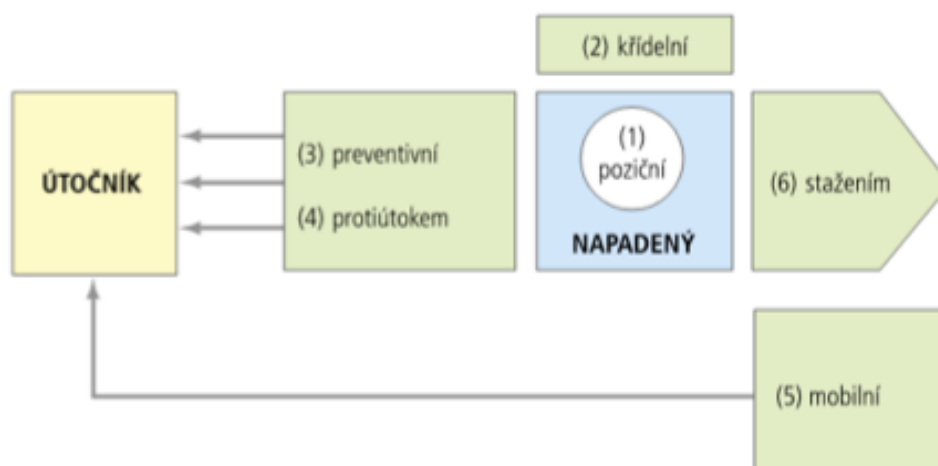 (2) křídelní
ÚTOČNÍK
(3) preventivní
(4) protiútokem
(1)
poziční
NAPADENÝ
(6) stažením
(5) mobilní